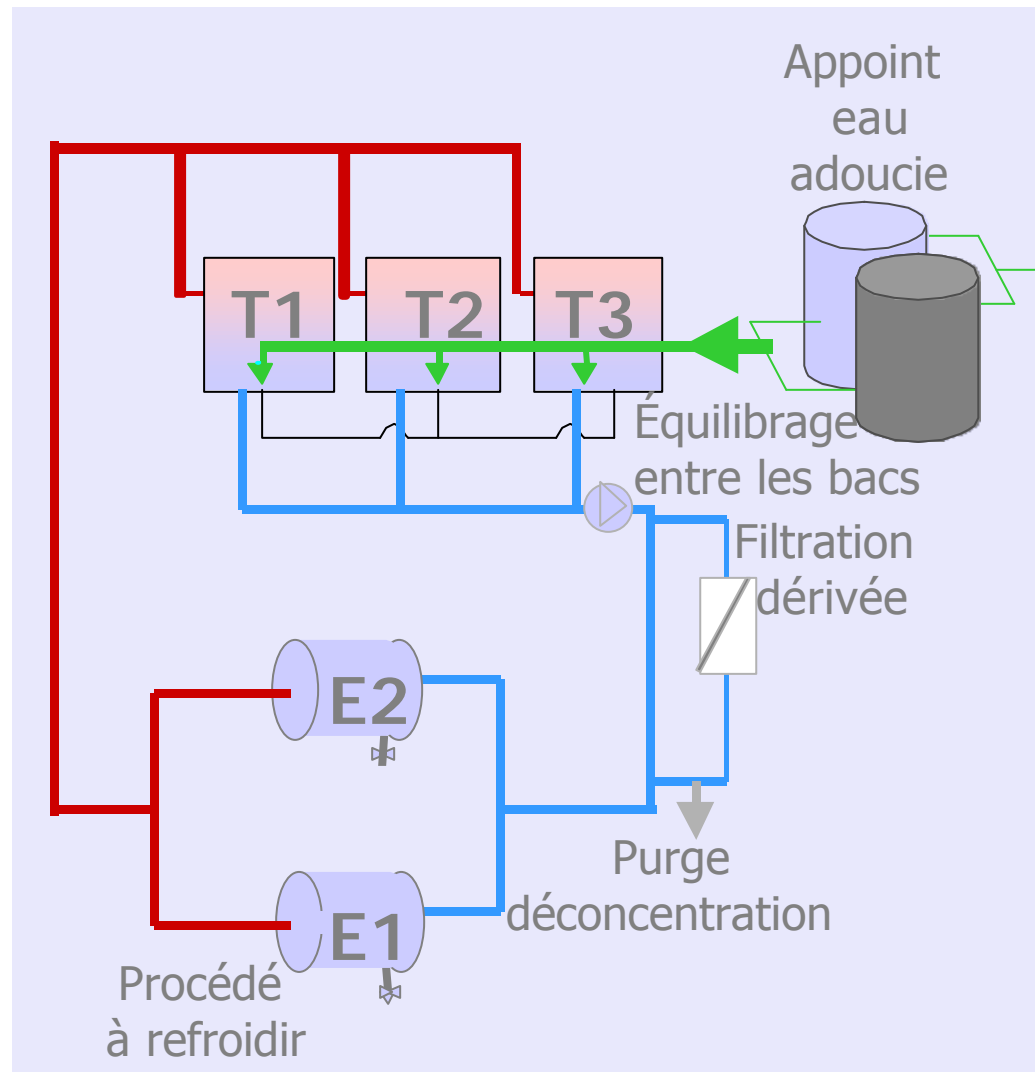 Appoint
eau
adoucie
T1 T2 T3
Équilibrage
entre les bacs
Filtration
dérivée
E2
Purge
déconcentration
E1
Procédé
à refroidir